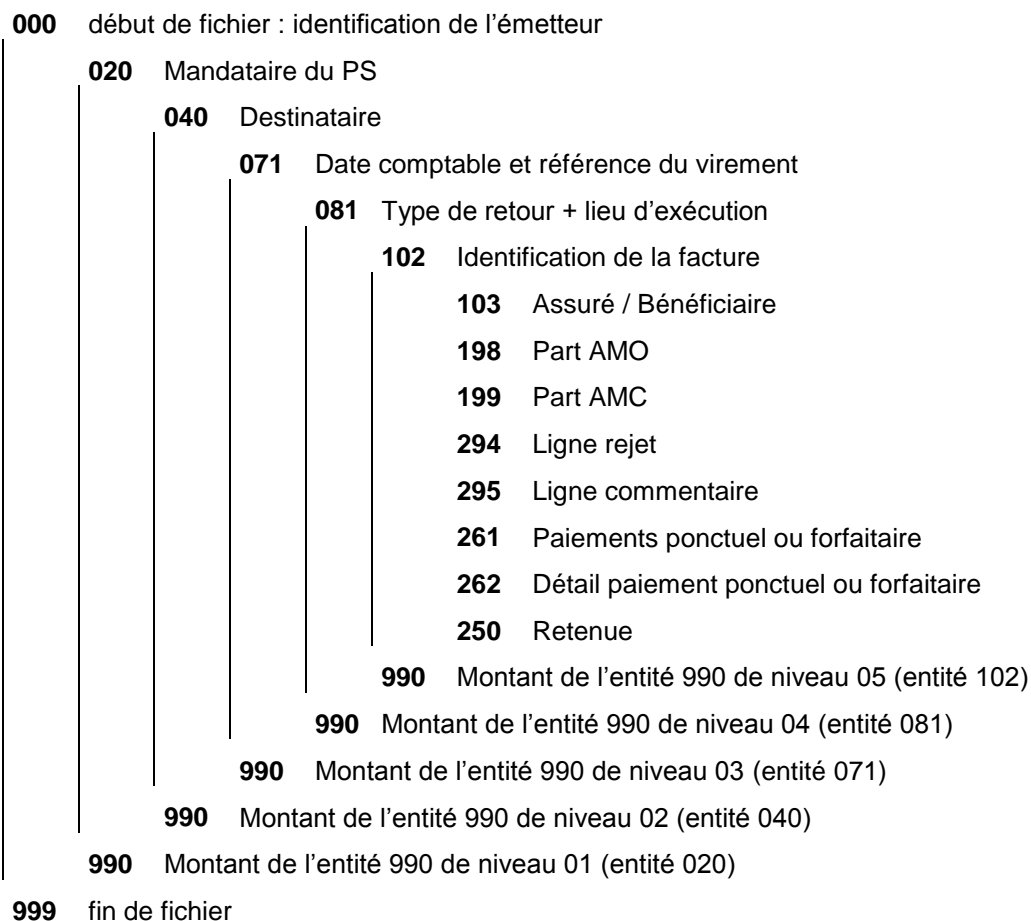 000 début de fichier : identification de l'émetteur
020 Mandataire du PS
040 Destinataire
071 Date comptable et référence du virement
081 Type de retour + lieu d'exécution
102 Identification de la facture
103 Assuré / Bénéficiaire
198 Part AMO
199 Part AMC
294 Ligne rejet
295 Ligne commentaire
261 Paiements ponctuel ou forfaitaire
262 Détail paiement ponctuel ou forfaitaire
250 Retenue
990 Montant de l'entité 990 de niveau 05 (entité 102)
990 Montant de l'entité 990 de niveau 04 (entité 081)
990 Montant de l'entité 990 de niveau 03 (entité 071)
990 Montant de l'entité 990 de niveau 02 (entité 040)
990 Montant de l'entité 990 de niveau 01 (entité 020)
999 fin de fichier